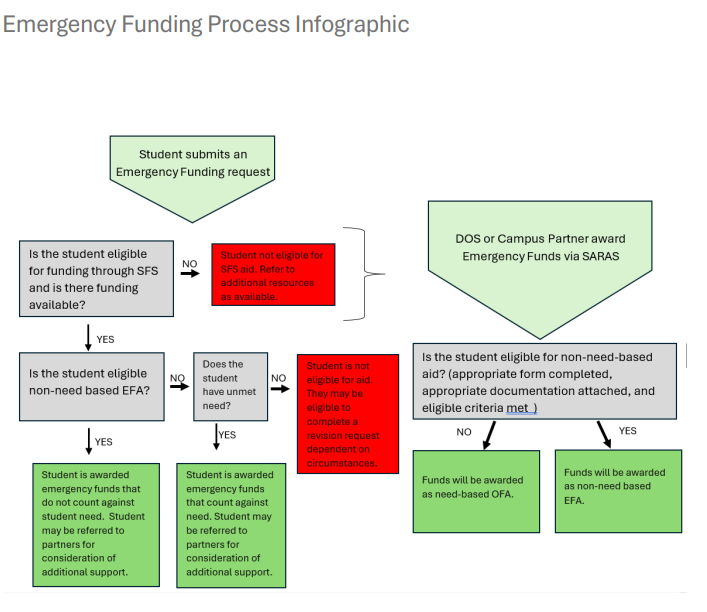 Emergency Funding Process Infographic
Student submits an
Emergency Funding request
Is the student eligible
for funding through SFS
and is there funding
available?
NO
Student not eligible for
SFS aid. Refer to
additional resources
as available.
YES
Is the student eligible
non-need based EFA?
NO
Does the
student
have unmet
need?
NO
Student is not
eligible for aid.
They may be
eligible to
complete a
revision request
dependent on
circumstances.
YES
YES
Student is awarded
emergency funds that
do not count against
student need. Student
may be referred to
partners for
consideration of
additional support.
Student is awarded
emergency funds
that count against
need. Student may
be referred to
partners for
consideration of
additional support.
DOS or Campus Partner award
Emergency Funds via SARAS
Is the student eligible for non-need-based
aid? (appropriate form completed,
appropriate documentation attached, and
eligible criteria met )
NO
YES
Funds will be awarded
as need-based OFA.
Funds will be awarded
as non-need based
EFA.